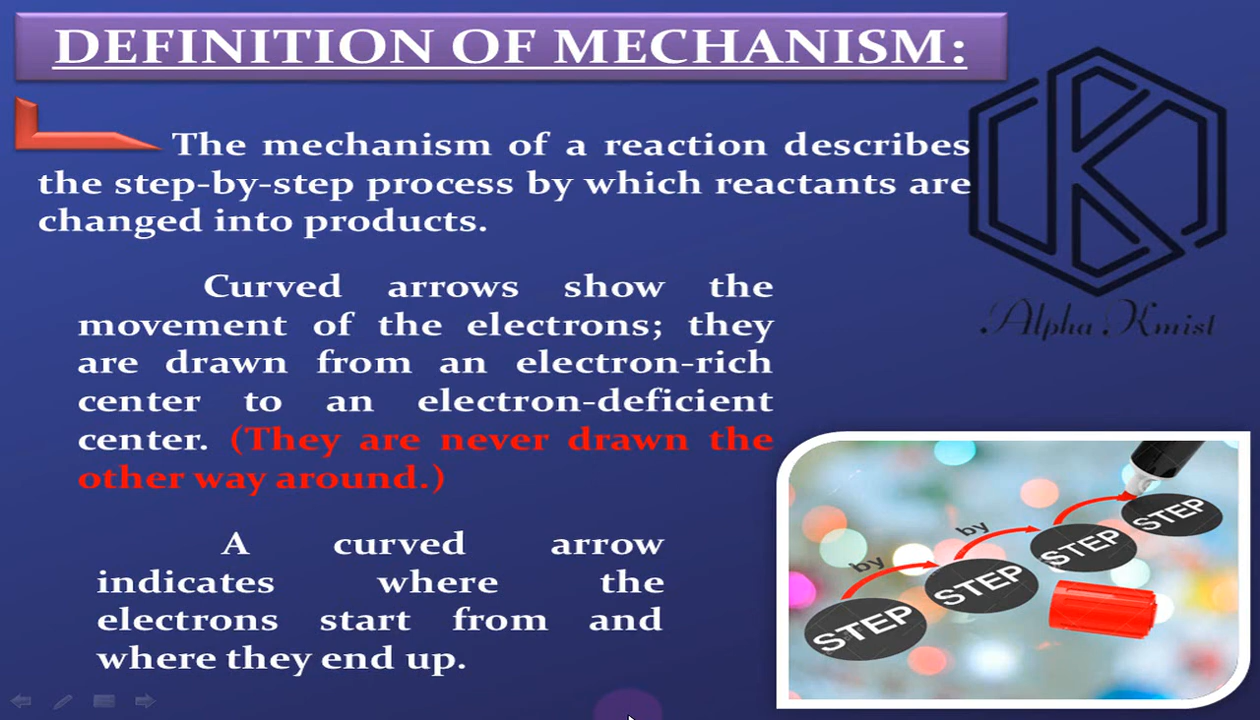 DEFINITION OF MECHANISM:
The mechanism of a reaction describes
the step-by-step process by which reactants are
changed into products.
Curved arrows show the
movement of the electrons; they
are drawn from an electron-rich
center to an electron-deficient
center. (They are never drawn the
other way around.)
A curved arrow
indicates where the
electrons start from and
where they end up.
Alpha Kmist
STEP
by
STEP
by
STEP
STEP